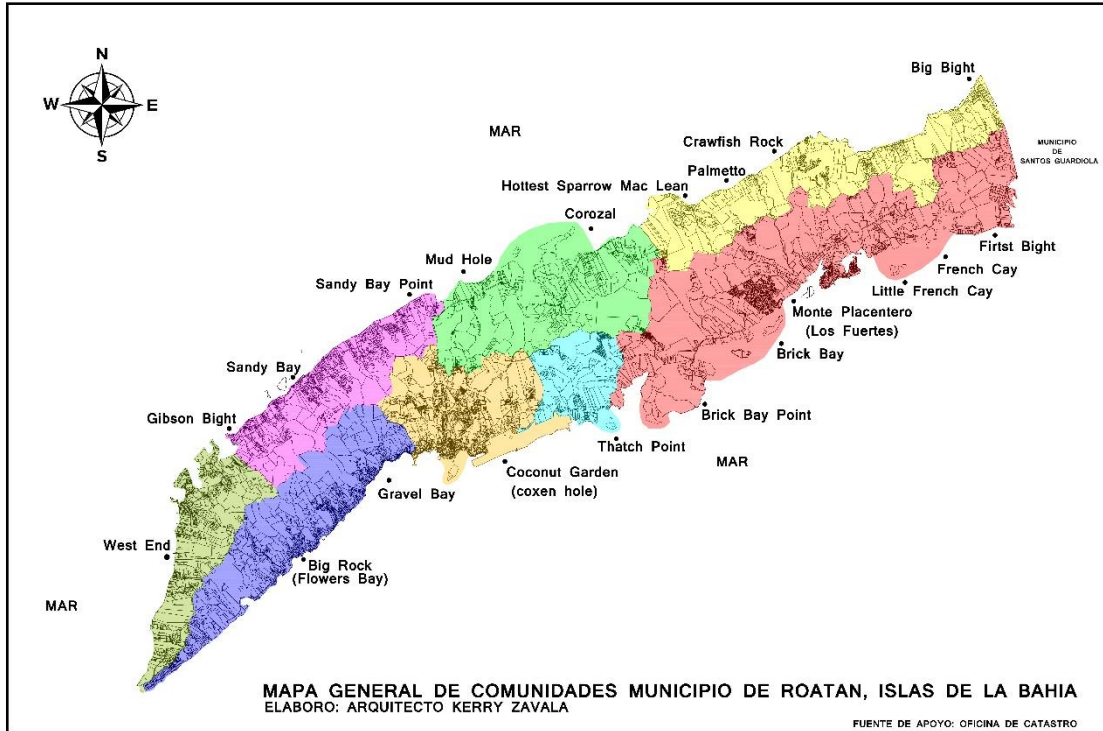 N
W
E
S
MAR
Big Bight
Crawfish Rock
Palmetto
MUNICIPIO
DE
SANTOS GUARDIOLA
Hottest Sparrow Mac Lean
Corozal
Mud Hole
Firtst Bight
French Cay
Sandy Bay Point
Little French Cay
Monte Placentero
(Los Fuertes)
Brick Bay
Sandy Bay
Gibson Bight
Brick Bay Point
Thatch Point
MAR
Coconut Garden
(coxen hole)
Gravel Bay
West End
Big Rock
(Flowers Bay)
MAR
MAPA GENERAL DE COMUNIDADES MUNICIPIO DE ROATAN, ISLAS DE LA BAHIA
ELABORO: ARQUITECTO KERRY ZAVALA
FUENTE DE APOYO: OFICINA DE CATASTRO